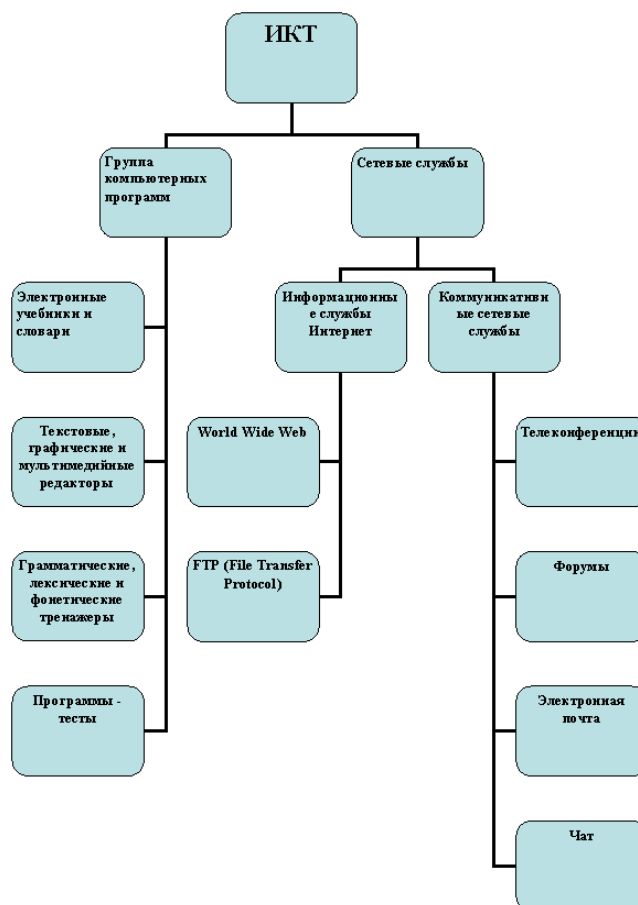 ИКТ
Группа
компьютерных
программ
Сетевые службы
Электронные
учебники и
словари
Информационны
е службы
Интернет
Коммуникативн
ые сетевые
службы
Текстовые,
графические и
мультимедийные
редакторы
World Wide Web
Телеконференции
Грамматические,
лексические и
фонетические
тренажеры
FTP (File Transfer
Protocol)
Форумы
Программы -
тесты
Электронная
почта
Чат